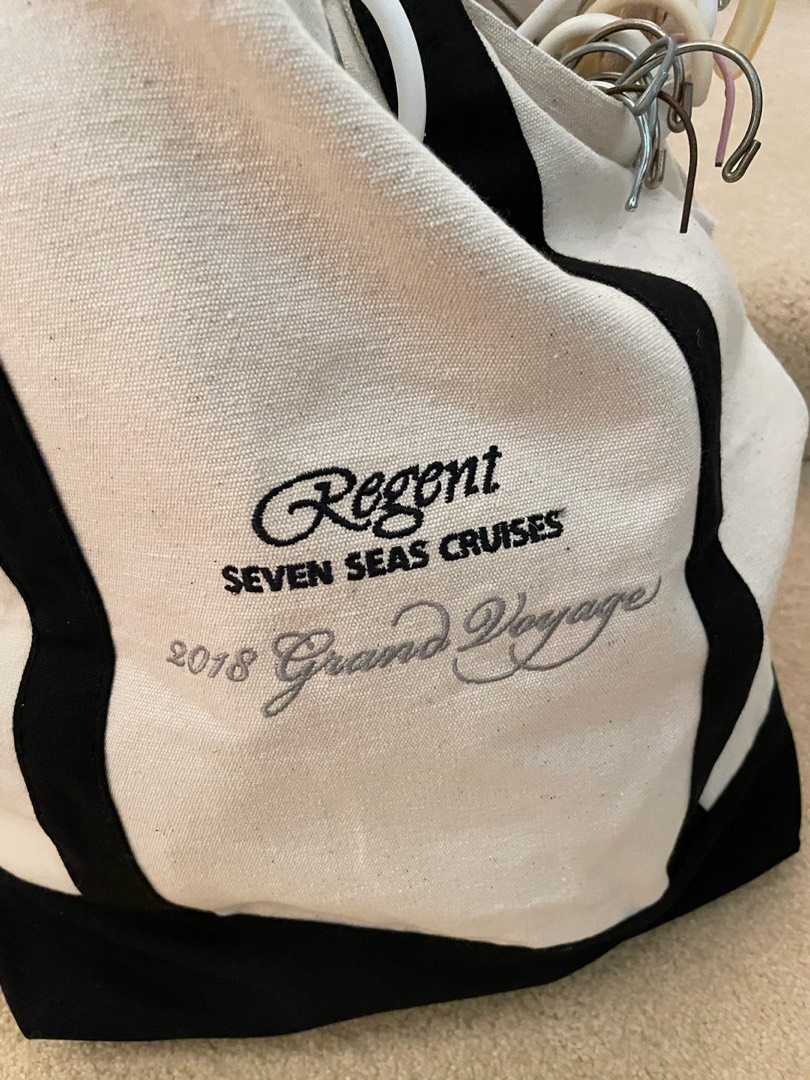 Regent
SEVEN SEAS CRUISES
2018 Grand Voyage